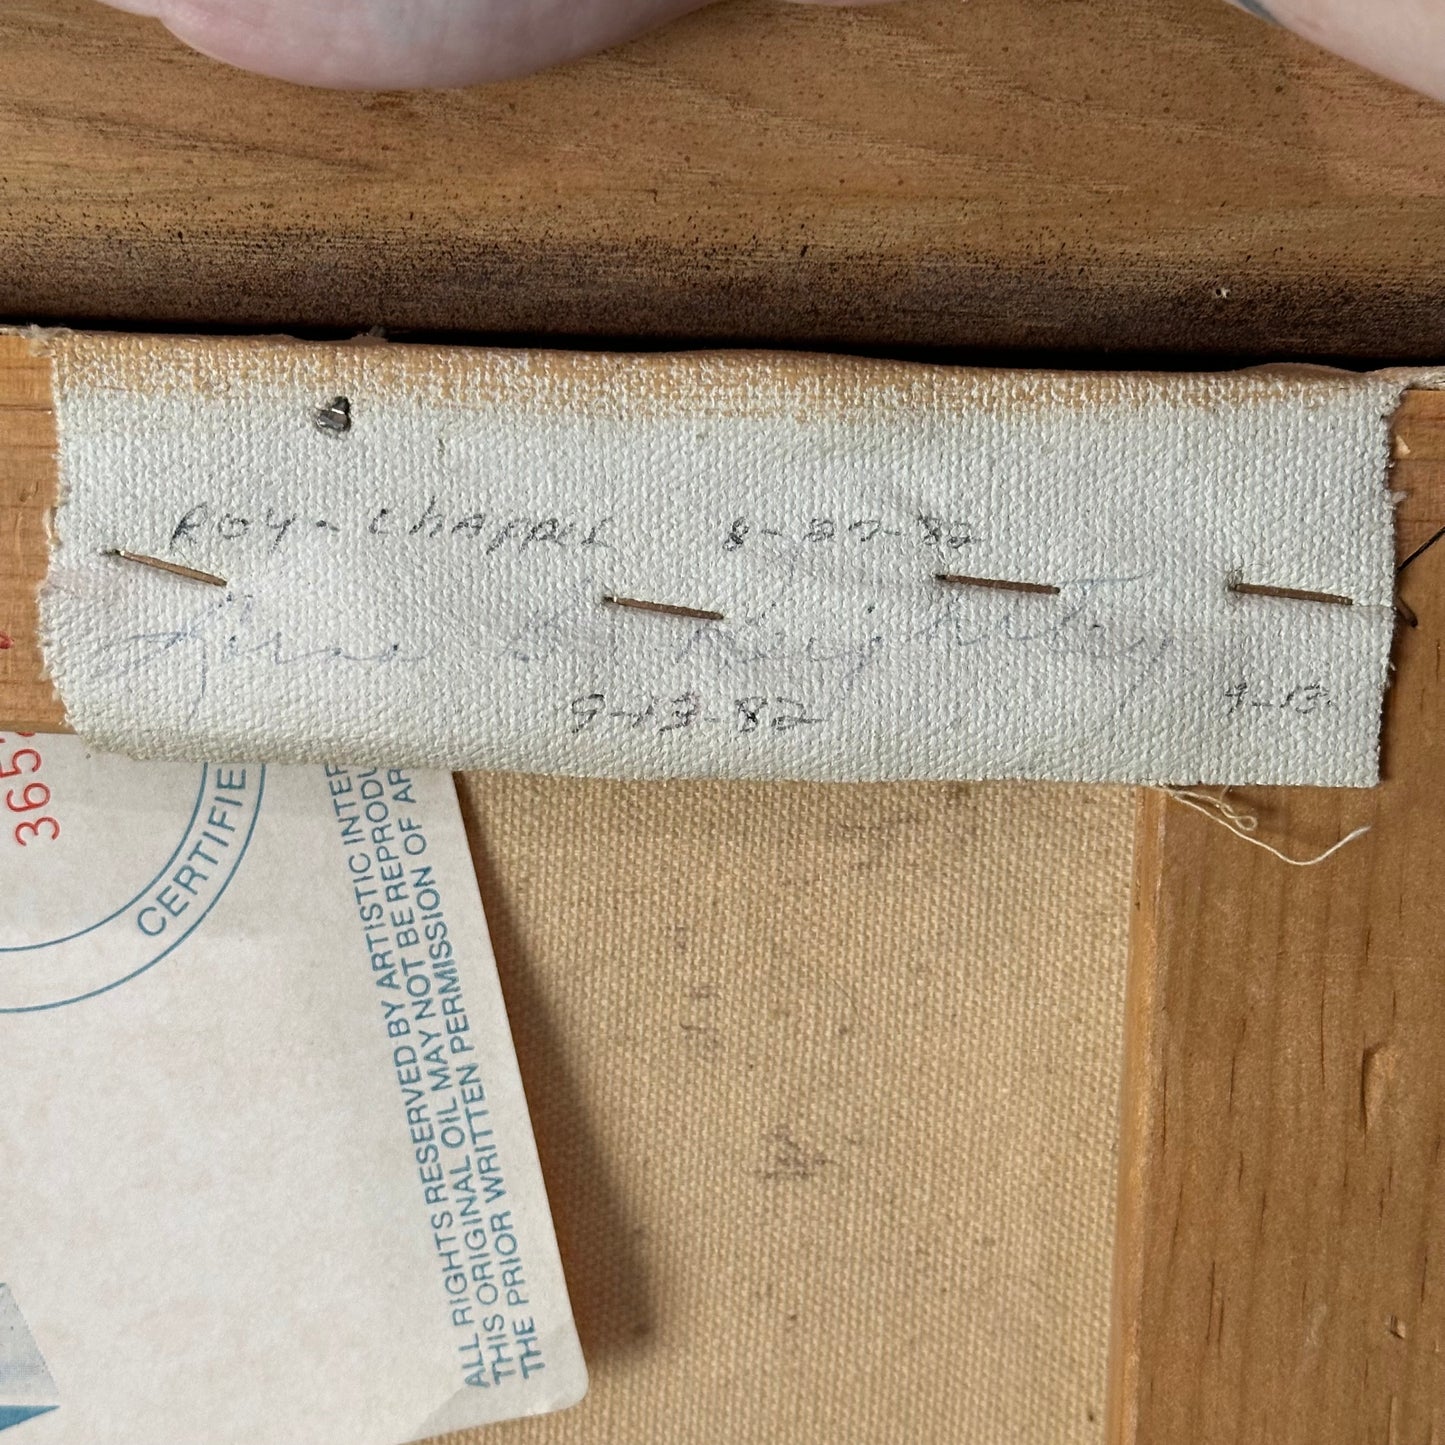 ROY - CHAPPEL 8-27-82
Keightley
9-13-82 9-13
365
CERTIFIE
ALL RIGHTS RESERVED BY ARTISTIC INTER
THIS ORIGINAL OIL MAY NOT BE REPRODU
THE PRIOR WRITTEN PERMISSION OF AR